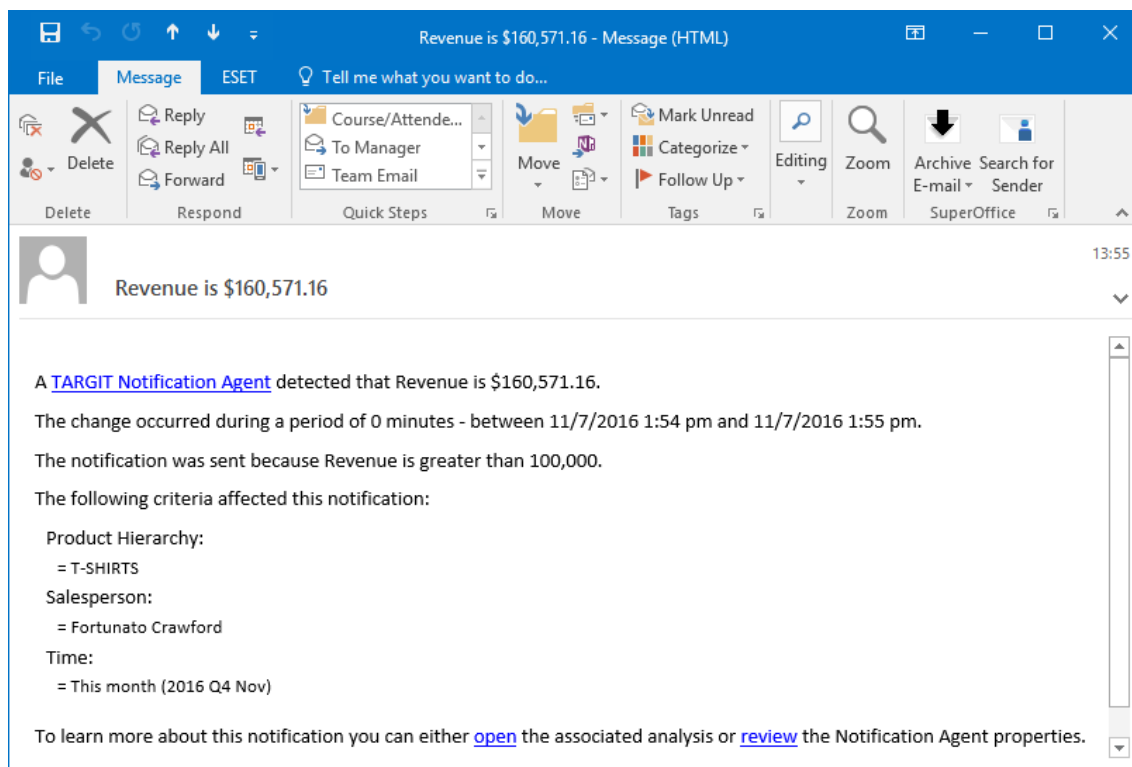 Revenue is $160,571.16 - Message (HTML)
File Message ESET Tell me what you want to do...
Delete
Reply
Reply All
Forward
Course/Attende...
To Manager
Team Email
Move
Mark Unread
Categorize
Follow Up
Editing
Zoom
Archive E-mail
Search for Sender
Delete Respond Quick Steps Move Tags Zoom SuperOffice
13:55
Revenue is $160,571.16
A TARGIT Notification Agent detected that Revenue is $160,571.16.
The change occurred during a period of 0 minutes - between 11/7/2016 1:54 pm and 11/7/2016 1:55 pm.
The notification was sent because Revenue is greater than 100,000.
The following criteria affected this notification:
Product Hierarchy:
= T-SHIRTS
Salesperson:
= Fortunato Crawford
Time:
= This month (2016 Q4 Nov)
To learn more about this notification you can either open the associated analysis or review the Notification Agent properties.